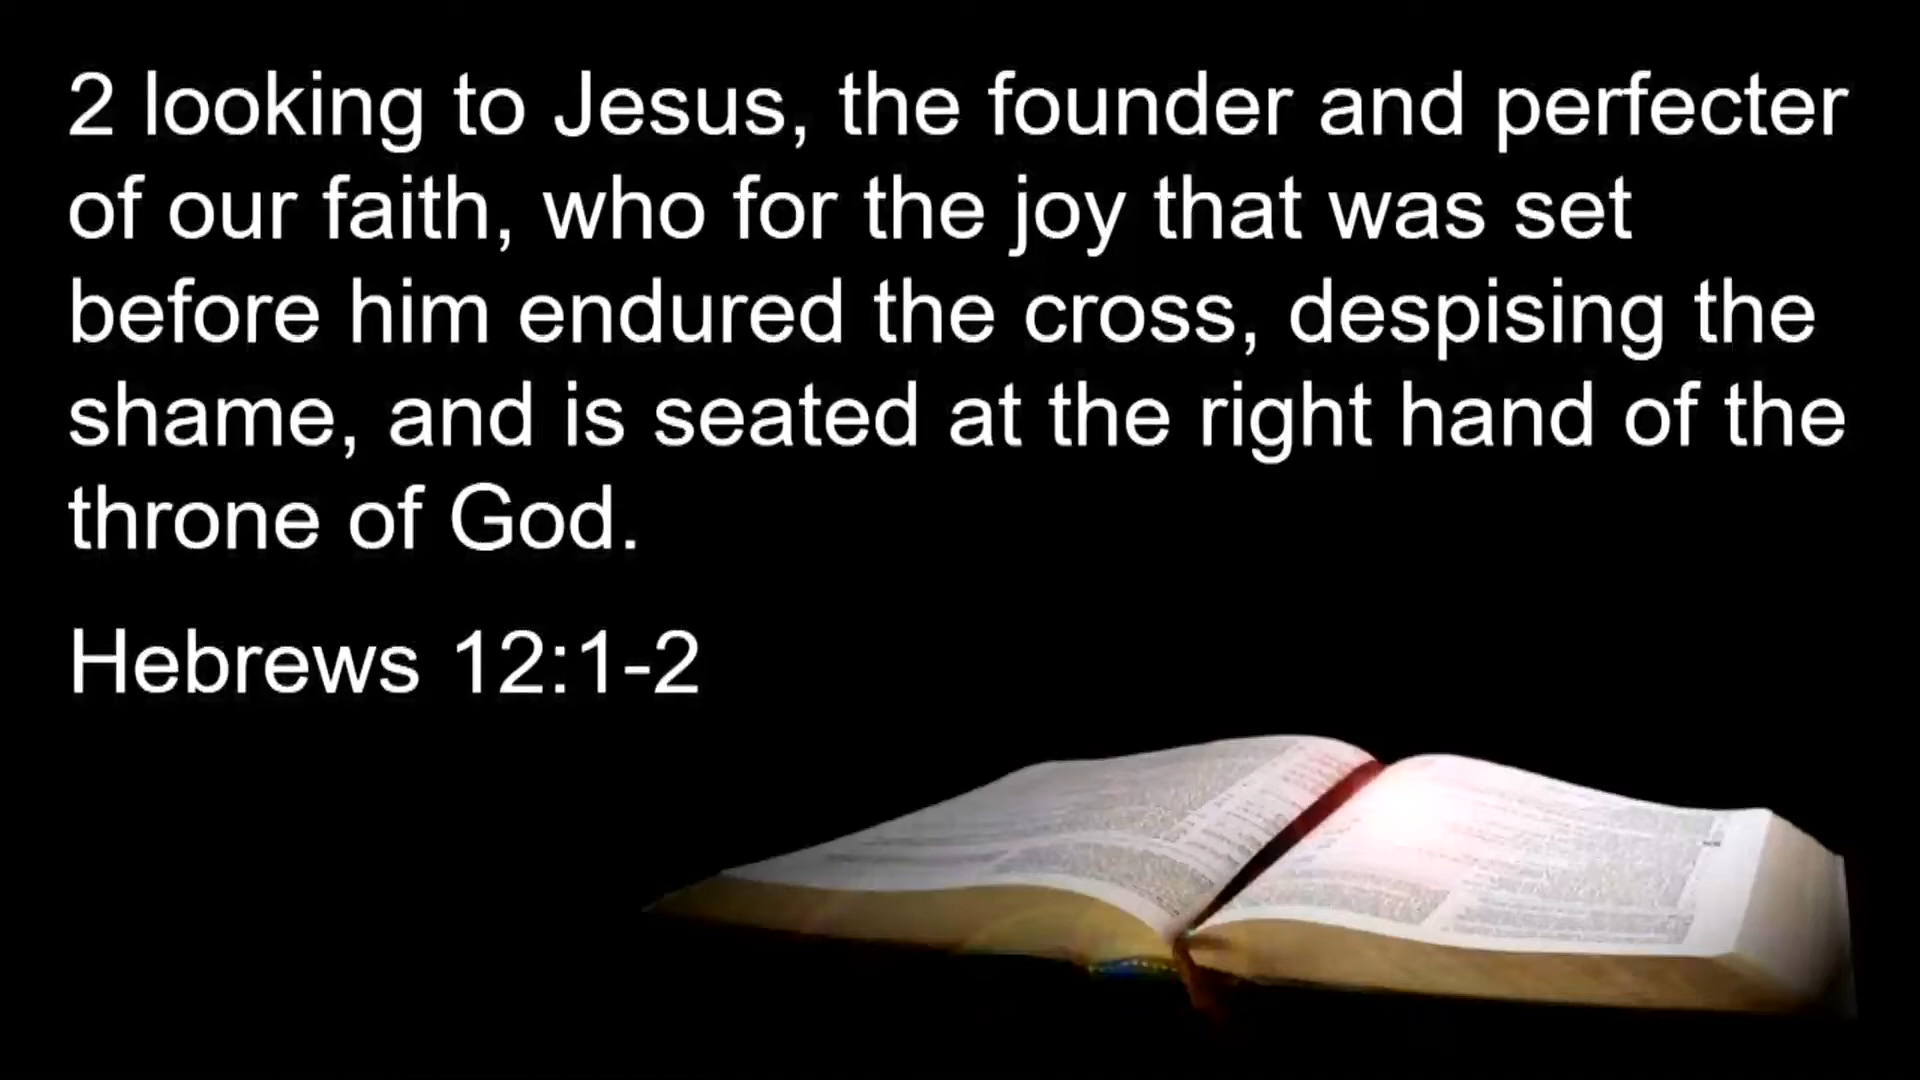 2 looking to Jesus, the founder and perfecter
of our faith, who for the joy that was set
before him endured the cross, despising the
shame, and is seated at the right hand of the
throne of God.
Hebrews 12:1-2